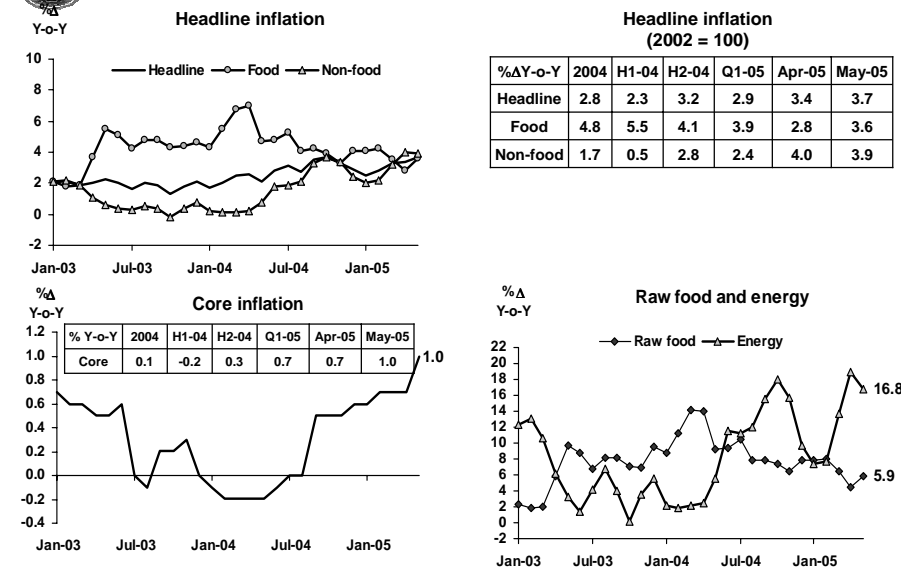 %Δ
Y-o-Y
Headline inflation
Headline Food Non-food
10
8
6
4
2
0
-2
Jan-03 Jul-03 Jan-04 Jul-04 Jan-05
Headline inflation
(2002 = 100)
%ΔY-o-Y 2004 H1-04 H2-04 Q1-05 Apr-05 May-05
Headline 2.8 2.3 3.2 2.9 3.4 3.7
Food 4.8 5.5 4.1 3.9 2.8 3.6
Non-food 1.7 0.5 2.8 2.4 4.0 3.9
%Δ
Y-o-Y
Core inflation
% Y-o-Y 2004 H1-04 H2-04 Q1-05 Apr-05 May-05
Core 0.1 -0.2 0.3 0.7 0.7 1.0
1.0
1.2
1.0
0.8
0.6
0.4
0.2
0.0
-0.2
-0.4
Jan-03 Jul-03 Jan-04 Jul-04 Jan-05
%Δ
Y-o-Y
Raw food and energy
Raw food Energy
22
20
18
16
14
12
10
8
6
4
2
0
-2
16.8
5.9
Jan-03 Jul-03 Jan-04 Jul-04 Jan-05